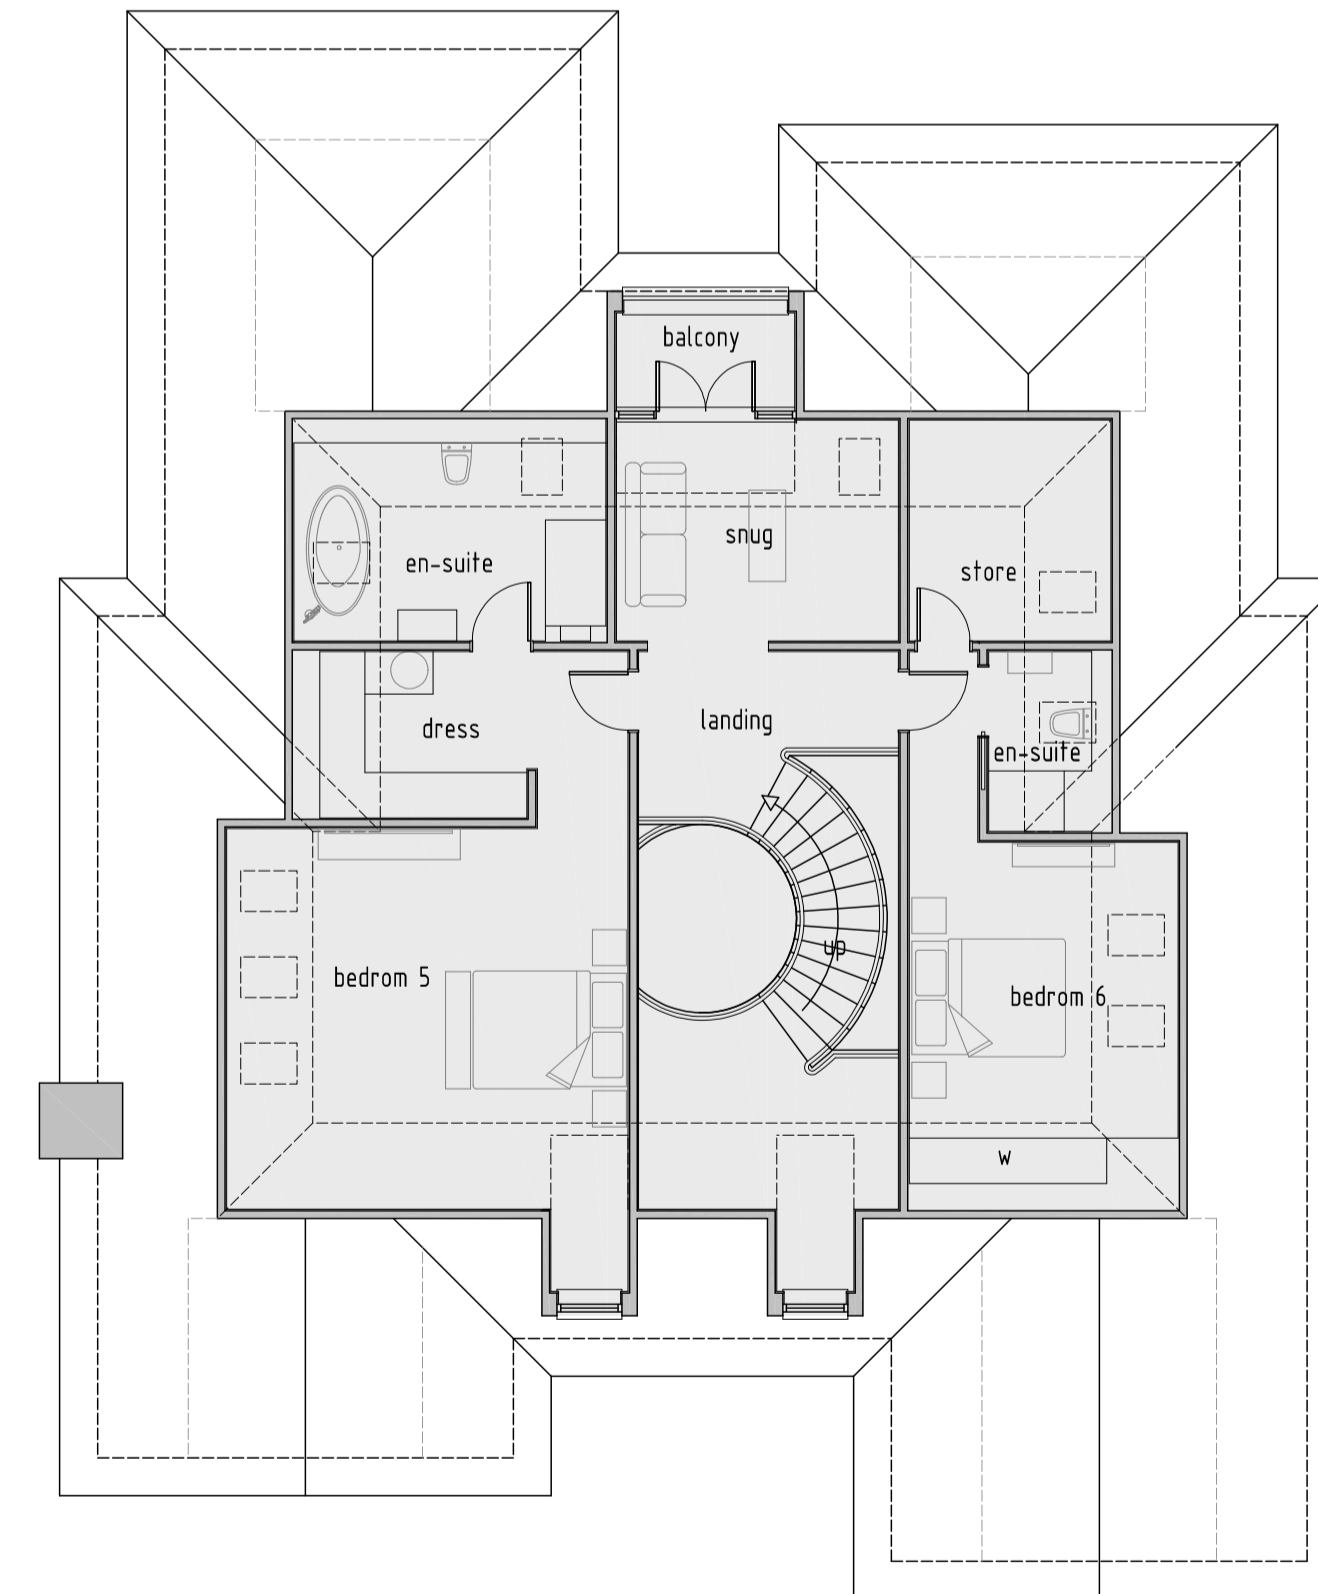 balcony
snug
en-suite
store
dress
landing
en-suite
up
bedrom 5
bedrom 6
W